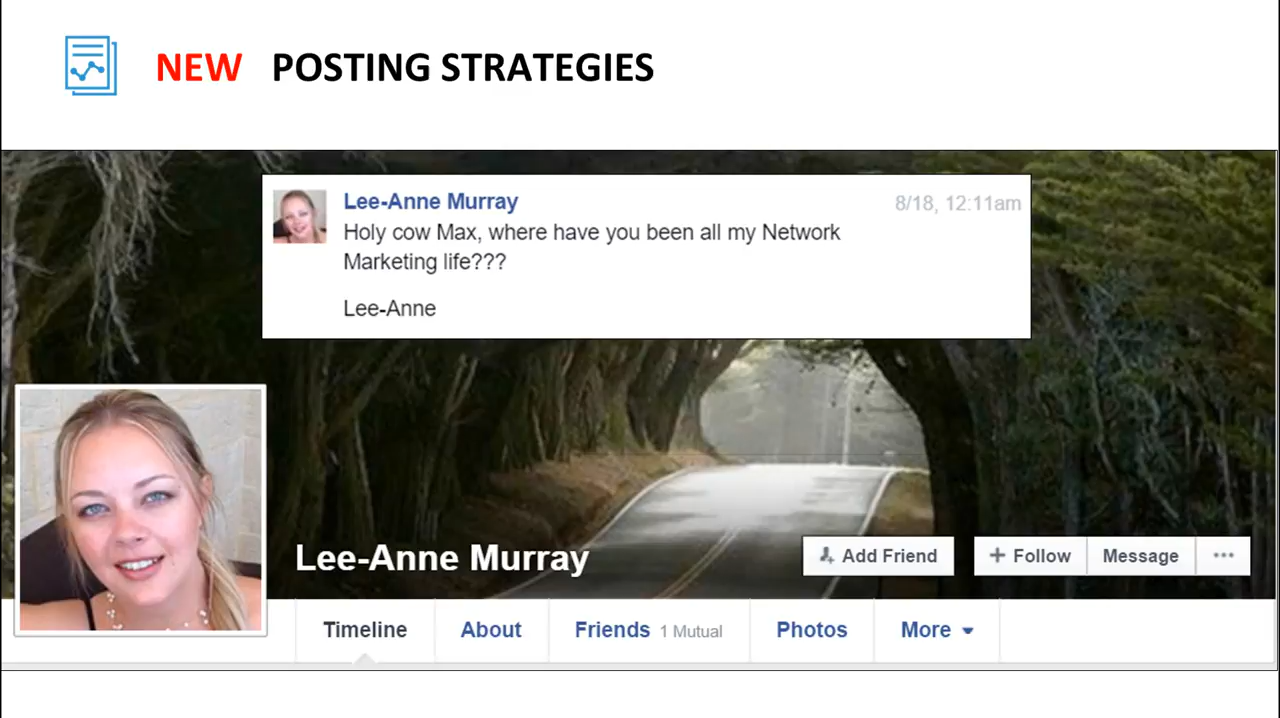 NEW POSTING STRATEGIES
Lee-Anne Murray 8/18, 12:11am
Holy cow Max, where have you been all my Network
Marketing life???
Lee-Anne
Lee-Anne Murray
Add Friend
Follow
Message
Timeline
About
Friends 1 Mutual
Photos
More